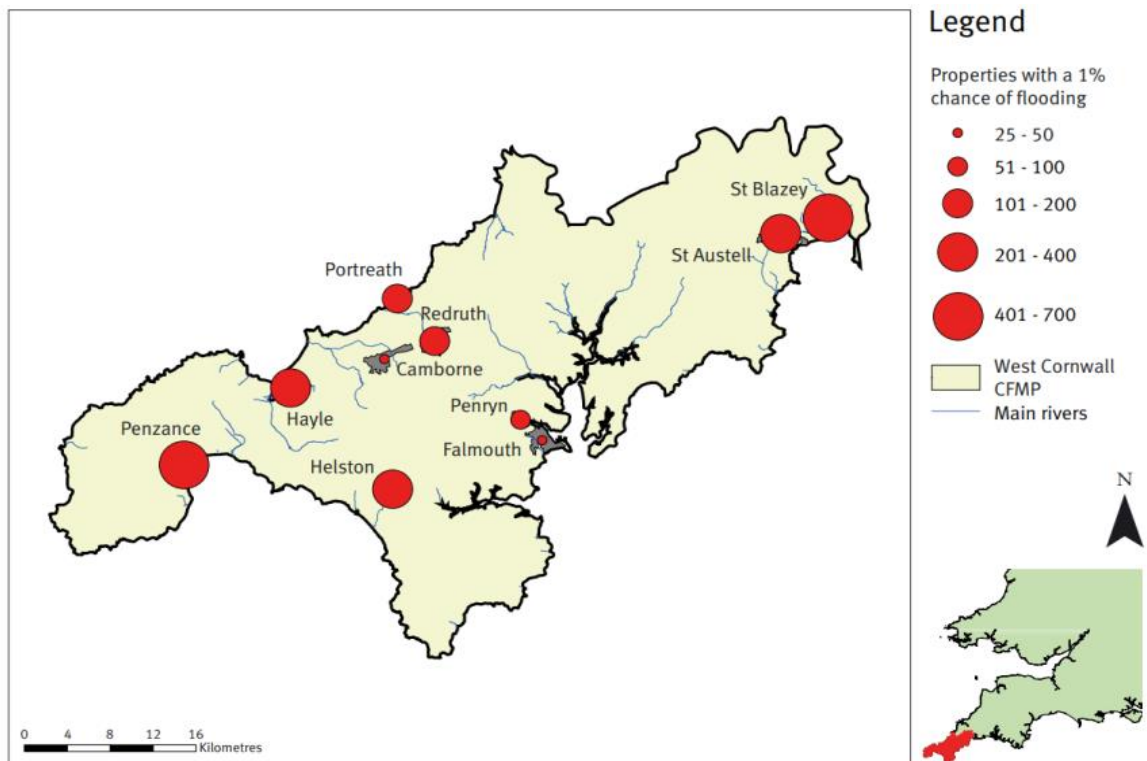 Legend
Properties with a 1%
chance of flooding
25 - 50
51 - 100
101 - 200
201 - 400
401 - 700
West Cornwall
CFMP
Main rivers
N
St Blazey
St Austell
Portreath
Redruth
Camborne
Hayle
Penryn
Penzance
Falmouth
Helston
0 4 8 12 16
Kilometres